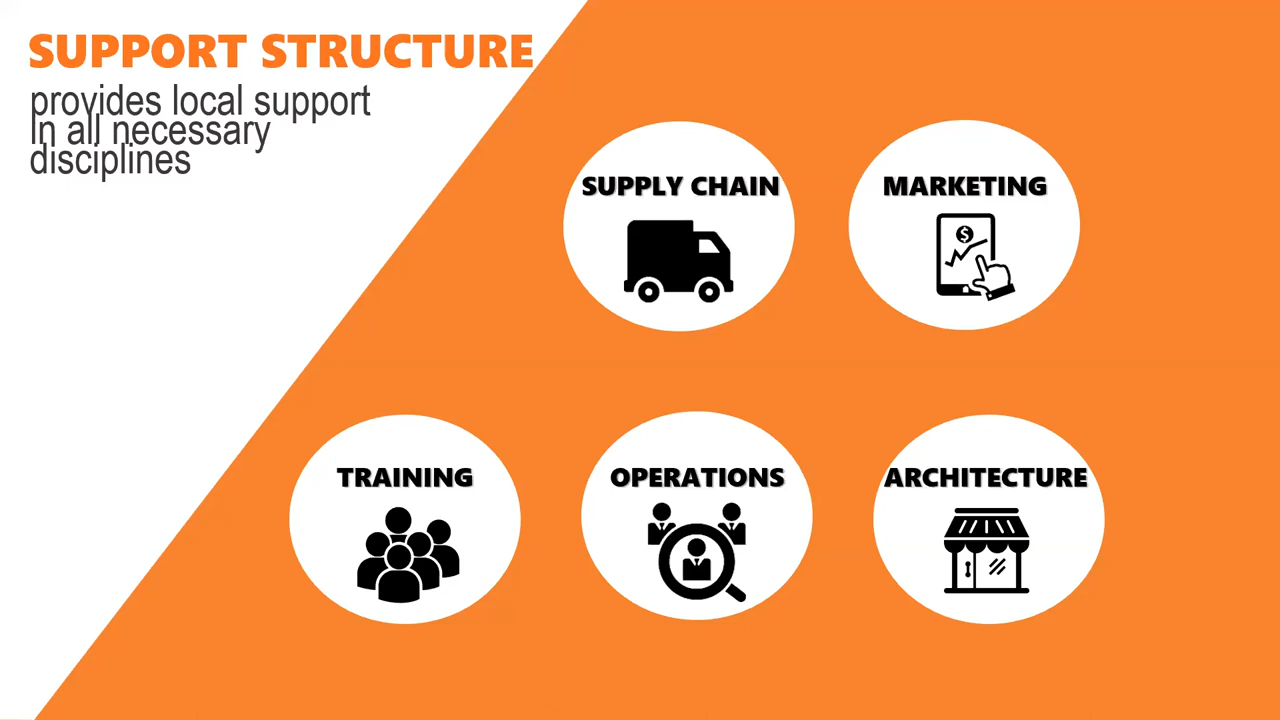 SUPPORT STRUCTURE
provides local support
In all necessary
disciplines
SUPPLY CHAIN
MARKETING
$
TRAINING
OPERATIONS
ARCHITECTURE